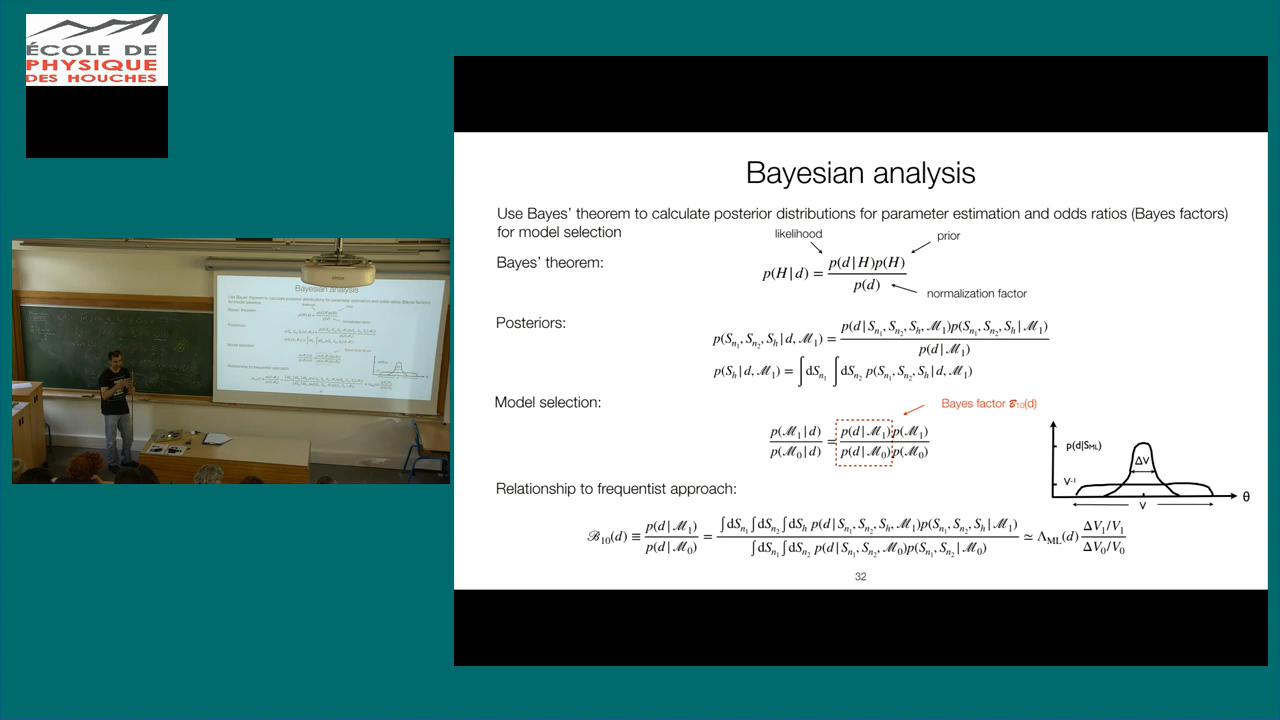 ÉCOLE DE
PHYSIQUE
DES HOUCHES
Bayesian analysis
Use Bayes' theorem to calculate posterior distributions for parameter estimation and odds ratios (Bayes factors)
for model selection
likelihood
prior
Bayes' theorem:
p(H|d) = p(d|H)p(H) / p(d)
normalization factor
Posteriors:
p(S_{n_1}, S_{n_2}, S_h | d, ℳ_1) = p(d|S_{n_1}, S_{n_2}, S_h, ℳ_1)p(S_{n_1}, S_{n_2}, S_h|ℳ_1) / p(d|ℳ_1)
p(S_h | d, ℳ_1) = ∫dS_{n_1} ∫dS_{n_2} p(S_{n_1}, S_{n_2}, S_h | d, ℳ_1)
Model selection:
Bayes factor ℬ_{10}(d)
p(ℳ_1|d) / p(ℳ_0|d) = p(d|ℳ_1) / p(d|ℳ_0) p(ℳ_1) / p(ℳ_0)
p(d|S_{ML})
ΔV
V^{-1}
θ
V
Relationship to frequentist approach:
ℬ_{10}(d) ≡ p(d|ℳ_1) / p(d|ℳ_0) = ∫dS_{n_1} ∫dS_{n_2} ∫dS_h p(d|S_{n_1}, S_{n_2}, S_h, ℳ_1)p(S_{n_1}, S_{n_2}, S_h|ℳ_1) / ∫dS_{n_1} ∫dS_{n_2} p(d|S_{n_1}, S_{n_2}, ℳ_0)p(S_{n_1}, S_{n_2}|ℳ_0) ≃ Λ_{ML}(d) ΔV_1/V_1 / ΔV_0/V_0
32